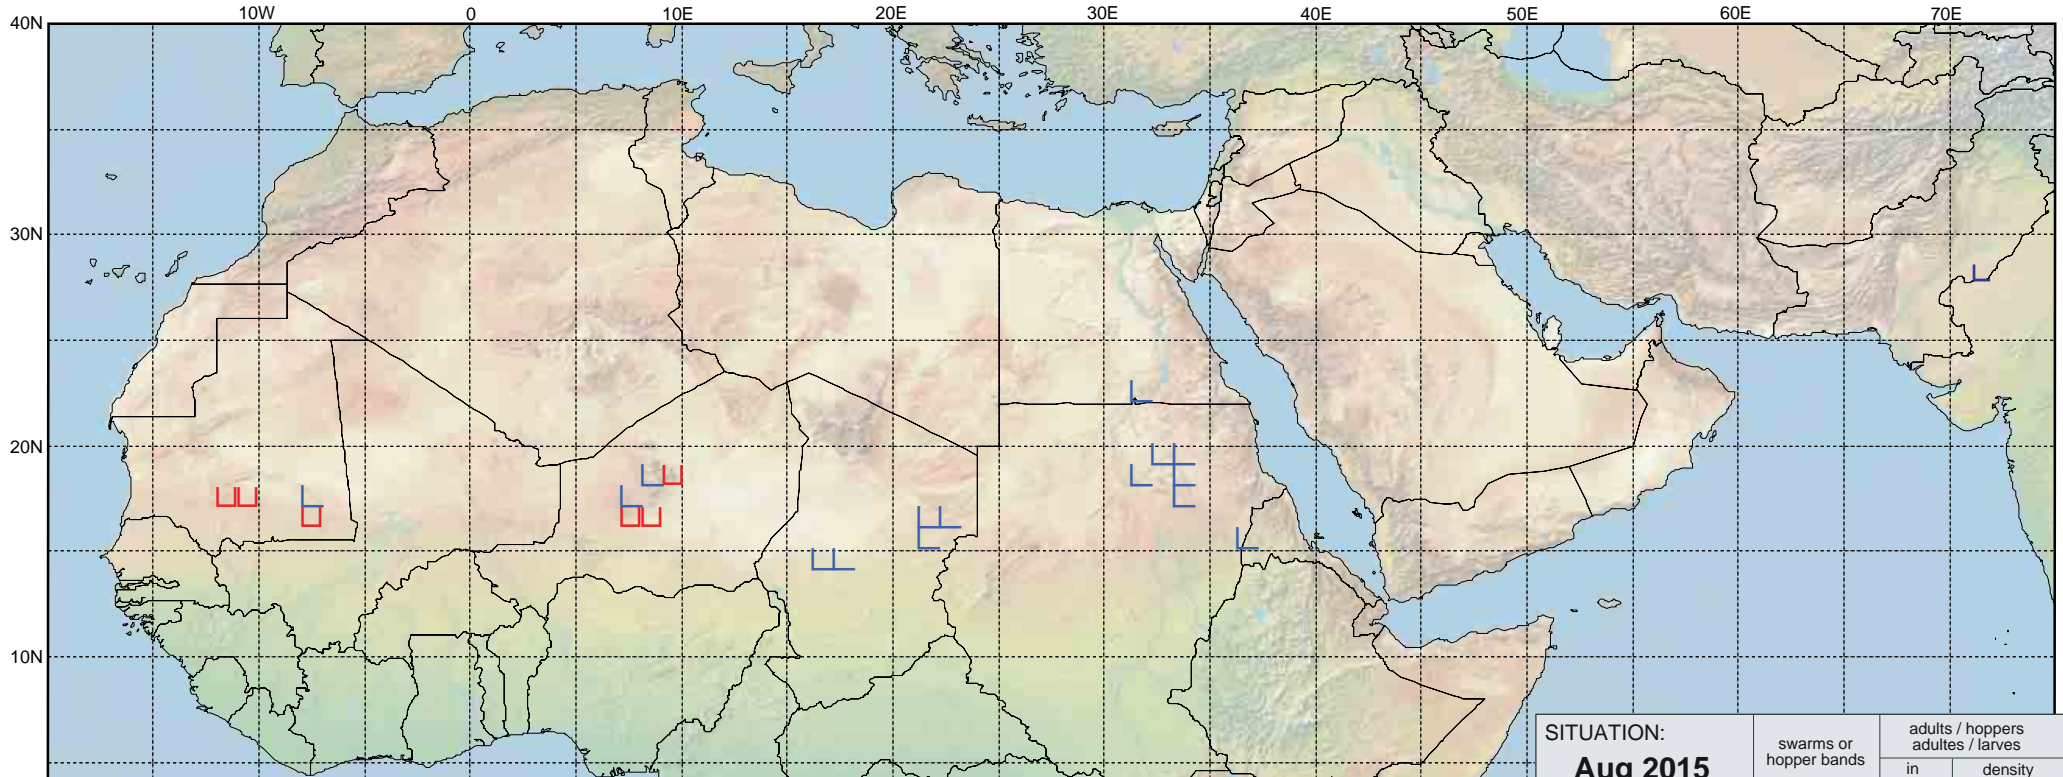 10W 0 10E 20E 30E 40E 50E 60E 70E
40N
30N
20N
10N
SITUATION:
Aug 2015
swarms or
hopper bands
adults / hoppers
adultes / larves
in
density